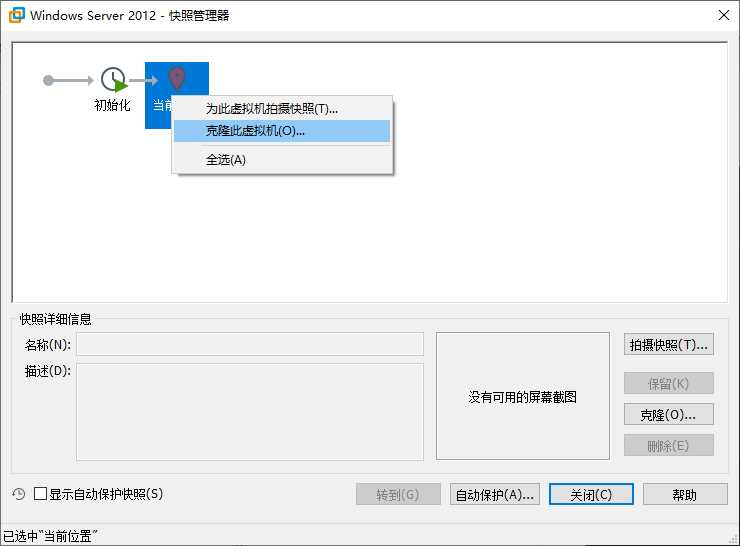 Windows Server 2012 - 快照管理器
初始化
当前
为此虚拟机拍摄快照(T)...
克隆此虚拟机(O)...
全选(A)
快照详细信息
名称(N):
描述(D):
没有可用的屏幕截图
拍摄快照(T)...
保留(K)
克隆(O)...
删除(E)
显示自动保护快照(S)
转到(G)
自动保护(A)...
关闭(C)
帮助
已选中"当前位置"